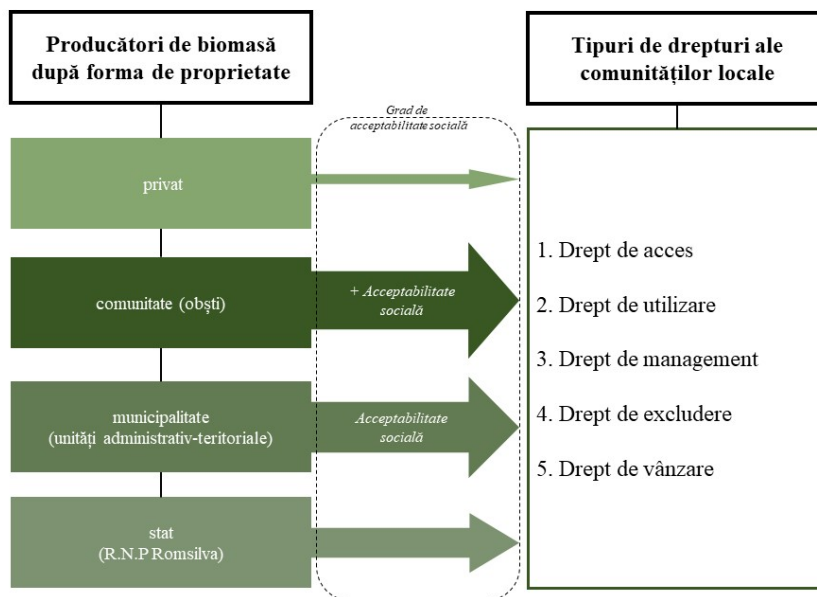 Producători de biomasă
după forma de proprietate
Tipuri de drepturi ale
comunităților locale
Grad de
acceptabilitate socială
privat
comunitate (obști)
+ Acceptabilitate
socială
municipalitate
(unități administrativ-teritoriale)
Acceptabilitate
socială
stat
(R.N.P Romsilva)
1. Drept de acces
2. Drept de utilizare
3. Drept de management
4. Drept de excludere
5. Drept de vânzare